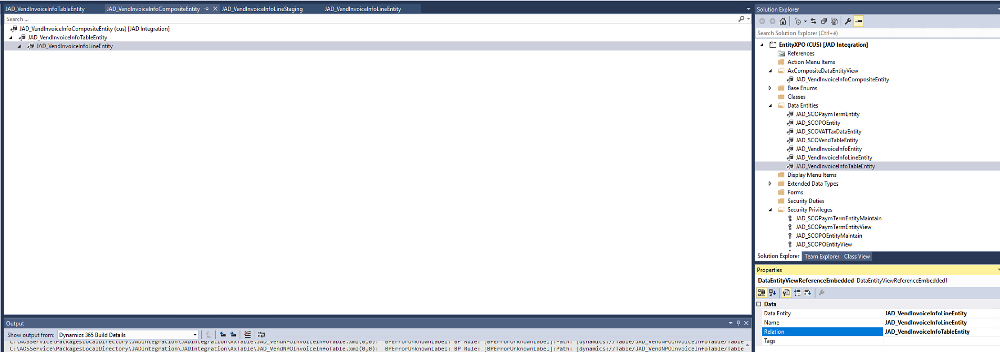 JAD_VendInvoiceInfoTableEntity JAD_VendInvoiceInfoCompositeEntity JAD_VendInvoiceInfoLineStaging JAD_VendInvoiceInfoLineEntity
Search ...
JAD_VendInvoiceInfoCompositeEntity (cus) [JAD Integration]
JAD_VendInvoiceInfoTableEntity
JAD_VendInvoiceInfoLineEntity
Output
Show output from: Dynamics 365 Build Details
C:\AOSService\PackagesLocalDirectory\JADIntegration\JADIntegration\AxTable\JAD_VendInvoiceInfoLineStaging.xml(0,0): BPErrorUnknownLabel: BP Rule: [BPErrorUnknownLabel]:Path: [dynamics://Table/JAD_VendInvoiceInfoLineStaging/Table
C:\AOSService\PackagesLocalDirectory\JADIntegration\JADIntegration\AxTable\JAD_VendNPOInvoiceInfoTable.xml(0,0): BPErrorUnknownLabel: BP Rule: [BPErrorUnknownLabel]:Path: [dynamics://Table/JAD_VendNPOInvoiceInfoTable/Table
Solution Explorer
Search Solution Explorer (Ctrl+é)
EntityXPO (CUS) [JAD Integration]
References
Action Menu Items
AxCompositeDataEntityView
JAD_VendInvoiceInfoCompositeEntity
Base Enums
Classes
Data Entities
JAD_SCOPaymTermEntity
JAD_SCOPOEntity
JAD_SCOVATTaxDataEntity
JAD_SCOVendTableEntity
JAD_VendInvoiceInfoEntity
JAD_VendInvoiceInfoLineEntity
JAD_VendInvoiceInfoTableEntity
Display Menu Items
Extended Data Types
Forms
Security Duties
Security Privileges
JAD_SCOPaymTermEntityMaintain
JAD_SCOPaymTermEntityView
JAD_SCOPOEntityMaintain
JAD_SCOPOEntityView
Solution Explorer Team Explorer Class View
Properties
DataEntityViewReferenceEmbedded DataEntityViewReferenceEmbedded1
Data
Data Entity JAD_VendInvoiceInfoLineEntity
Name JAD_VendInvoiceInfoLineEntity
Relation JAD_VendInvoiceInfoTableEntity
Tags